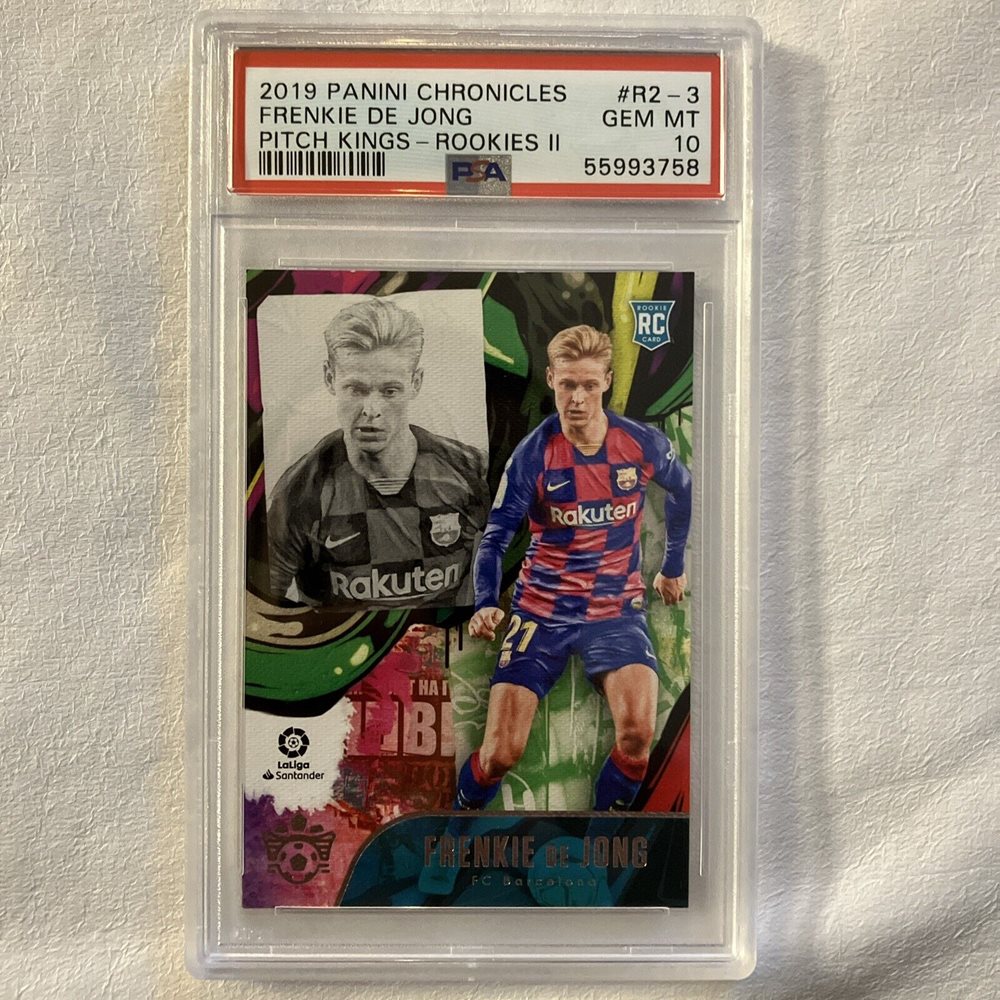 2019 PANINI CHRONICLES #R2-3
FRENKIE DE JONG GEM MT
PITCH KINGS-ROOKIES II 10
PSA 55993758
ROOKIE
RC
CARD
Rakuten
Rakuten
21
LaLiga
Santander
H
FRENKIE DE JONG
FC Barcelona